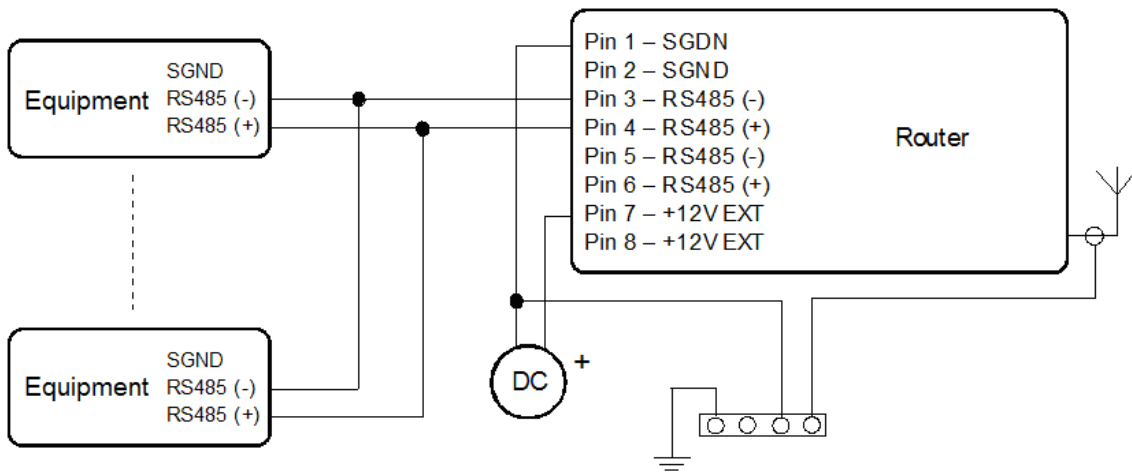 Equipment
SGND
RS485 (-)
RS485 (+)
Pin 1 – SGDN
Pin 2 – SGND
Pin 3 – RS485 (-)
Pin 4 – RS485 (+)
Pin 5 – RS485 (-)
Pin 6 – RS485 (+)
Pin 7 – +12V EXT
Pin 8 – +12V EXT
Router
Equipment
SGND
RS485 (-)
RS485 (+)
DC
+